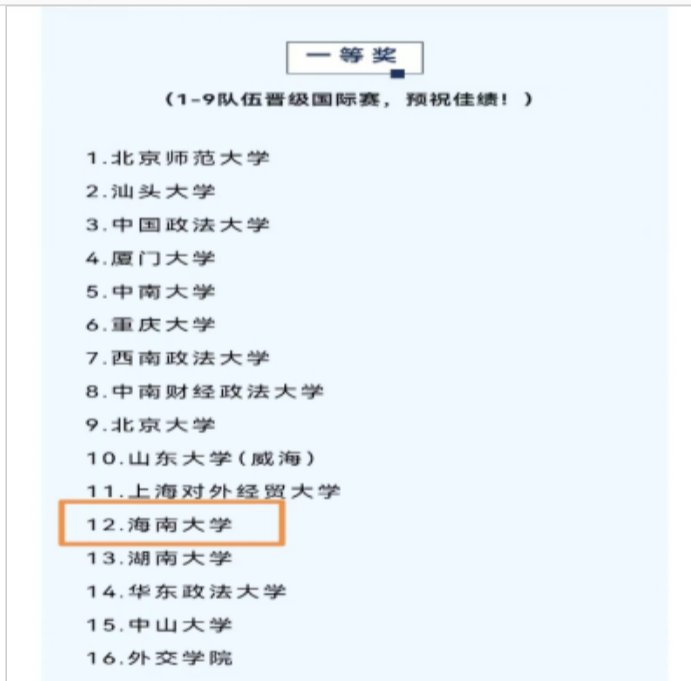 一等奖
(1-9队伍晋级国际赛，预祝佳绩！)
1.北京师范大学
2.汕头大学
3.中国政法大学
4.厦门大学
5.中南大学
6.重庆大学
7.西南政法大学
8.中南财经政法大学
9.北京大学
10.山东大学(威海)
11.上海对外经贸大学
12.海南大学
13.湖南大学
14.华东政法大学
15.中山大学
16.外交学院